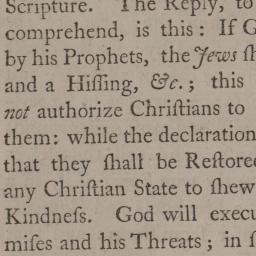 Scripture. The Reply, to
comprehend, is this: If G
by his Prophets, the Jews ſh
and a Hiſſing, &c.; this
not authorize Chriſtians to
them: while the declaration
that they ſhall be Reſtore
any Chriſtian State to ſhew
Kindneſs. God will execu
miſes and his Threats; in ſ